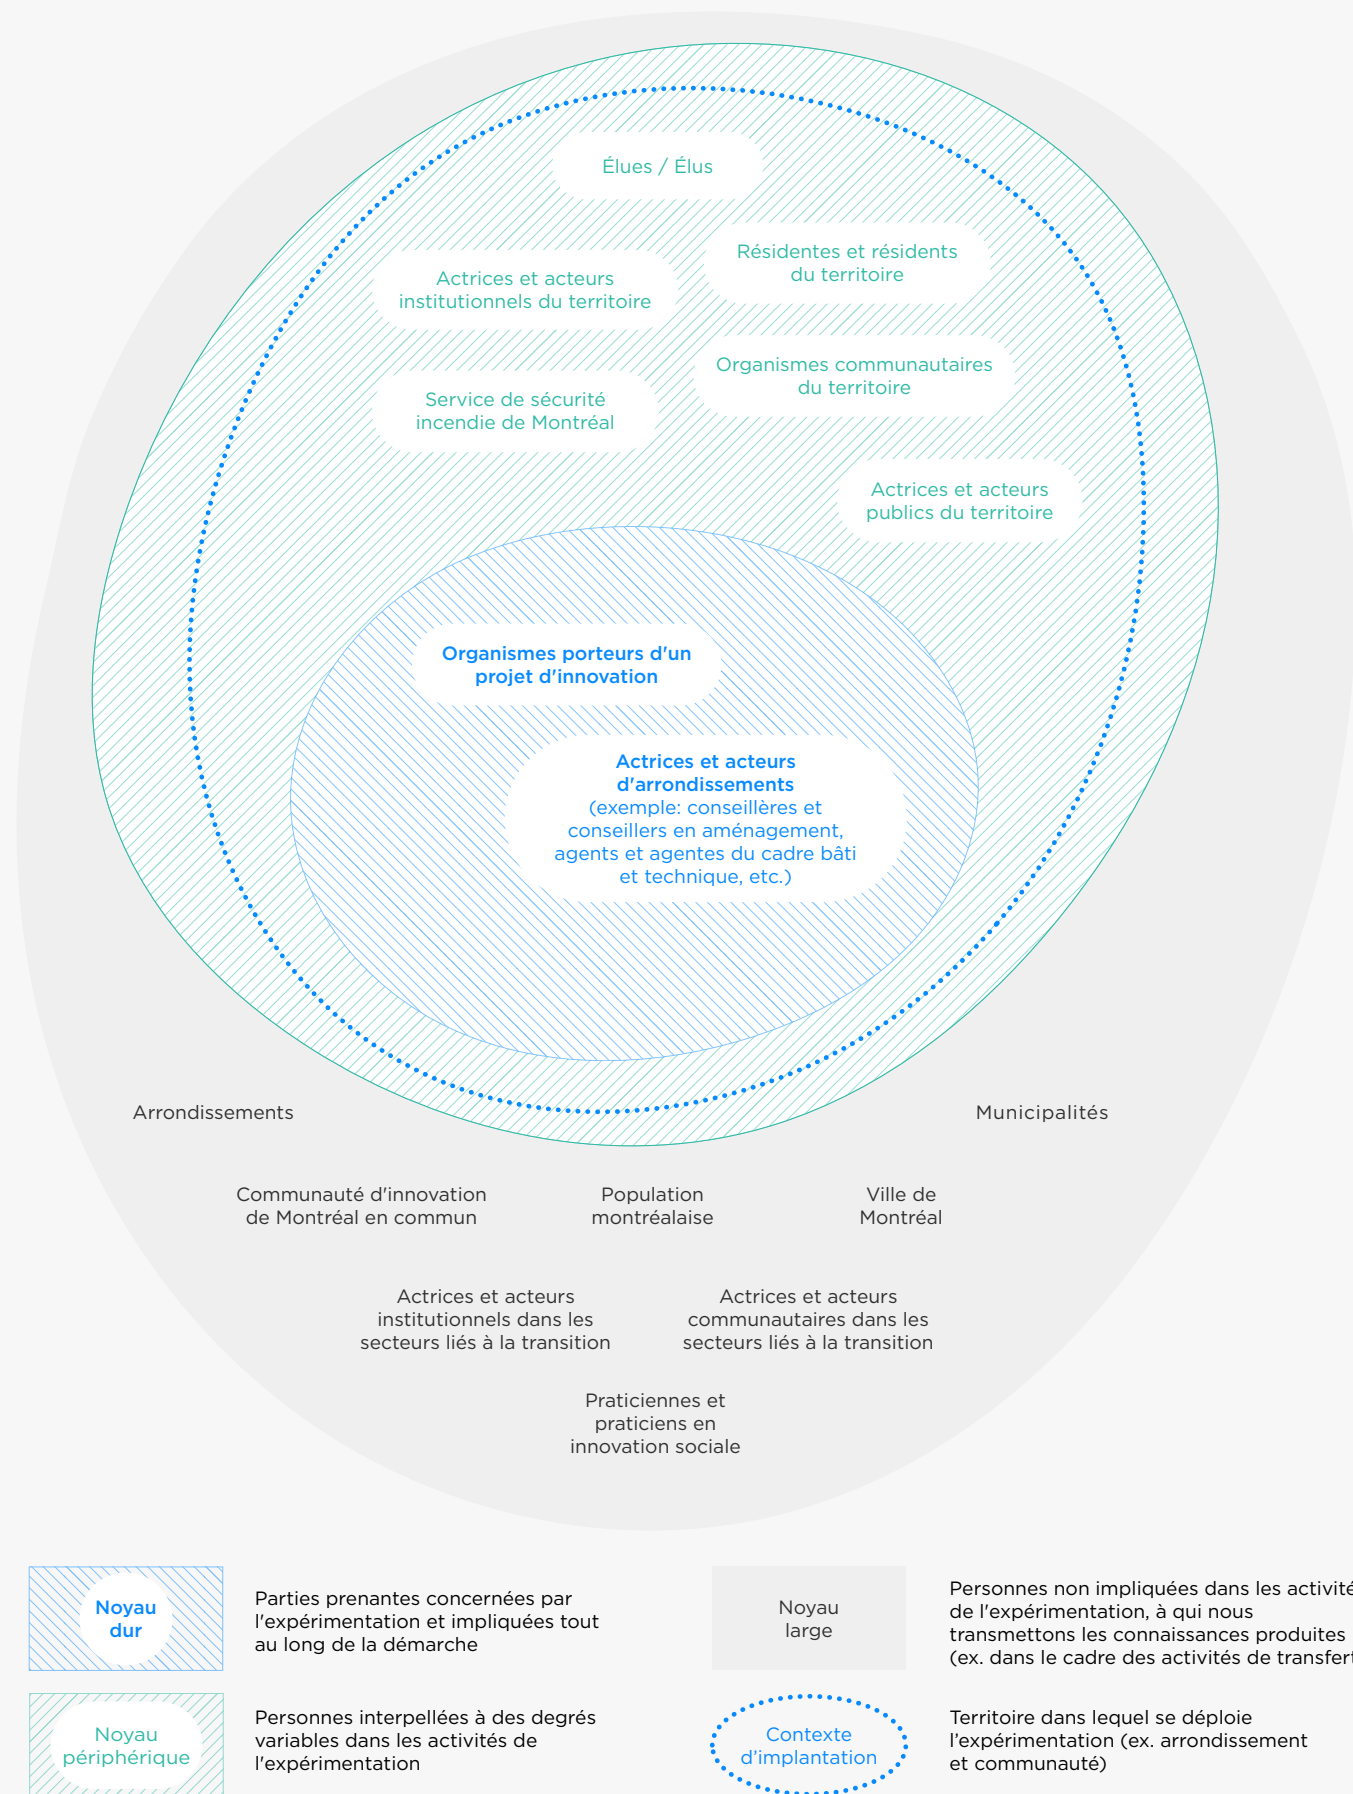 Élues / Élus
Résidentes et résidents
du territoire
Actrices et acteurs
institutionnels du territoire
Organismes communautaires
du territoire
Service de sécurité
incendie de Montréal
Actrices et acteurs
publics du territoire
Organismes porteurs d'un
projet d'innovation
Actrices et acteurs
d'arrondissements
(exemple: conseillères et
conseillers en aménagement,
agents et agentes du cadre bâti
et technique, etc.)
Arrondissements
Municipalités
Communauté d'innovation
de Montréal en commun
Population
montréalaise
Ville de
Montréal
Actrices et acteurs
institutionnels dans les
secteurs liés à la transition
Actrices et acteurs
communautaires dans les
secteurs liés à la transition
Praticiennes et
praticiens en
innovation sociale
Noyau
dur
Parties prenantes concernées par
l'expérimentation et impliquées tout
au long de la démarche
Noyau
large
Personnes non impliquées dans les activité
de l'expérimentation, à qui nous
transmettons les connaissances produites
(ex. dans le cadre des activités de transfert
Noyau
périphérique
Personnes interpellées à des degrés
variables dans les activités de
l'expérimentation
Contexte
d’implantation
Territoire dans lequel se déploie
l’expérimentation (ex. arrondissement
et communauté)